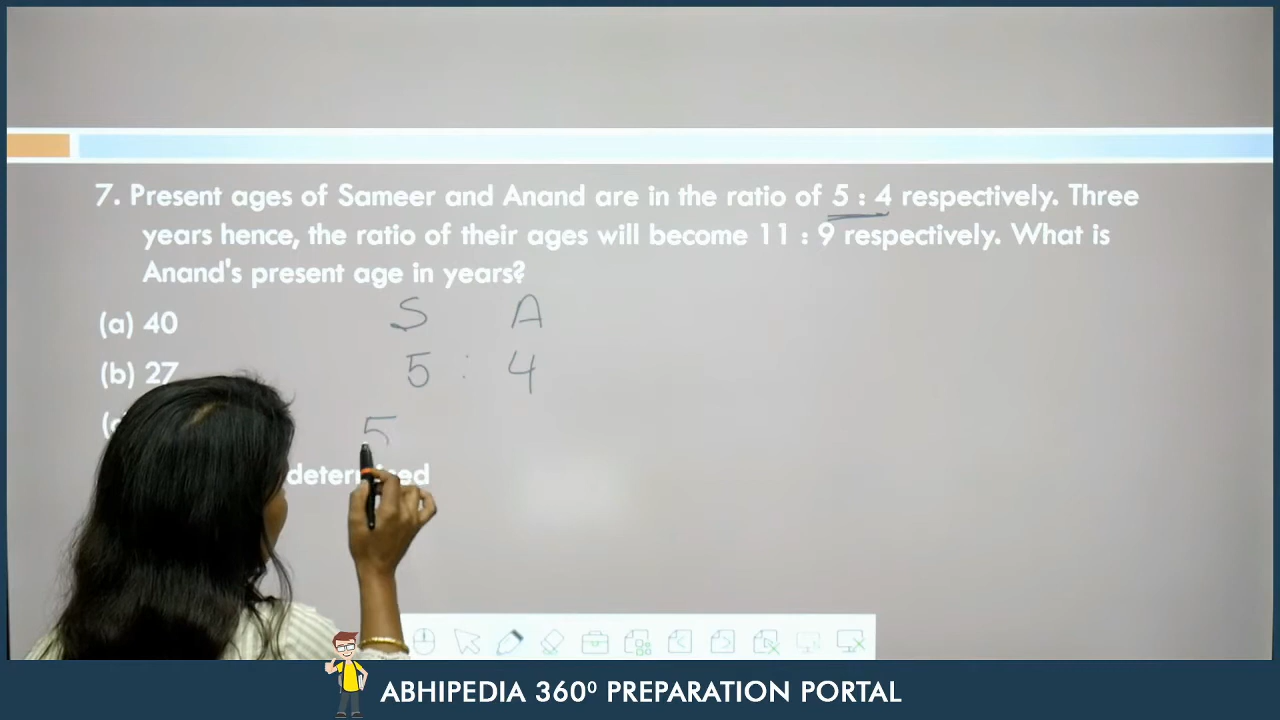 7. Present ages of Sameer and Anand are in the ratio of 5 : 4 respectively. Three
years hence, the ratio of their ages will become 11 : 9 respectively. What is
Anand's present age in years?
(a) 40
(b) 27
determined
S A
5 : 4
5
ABHIPEDIA 360⁰ PREPARATION PORTAL